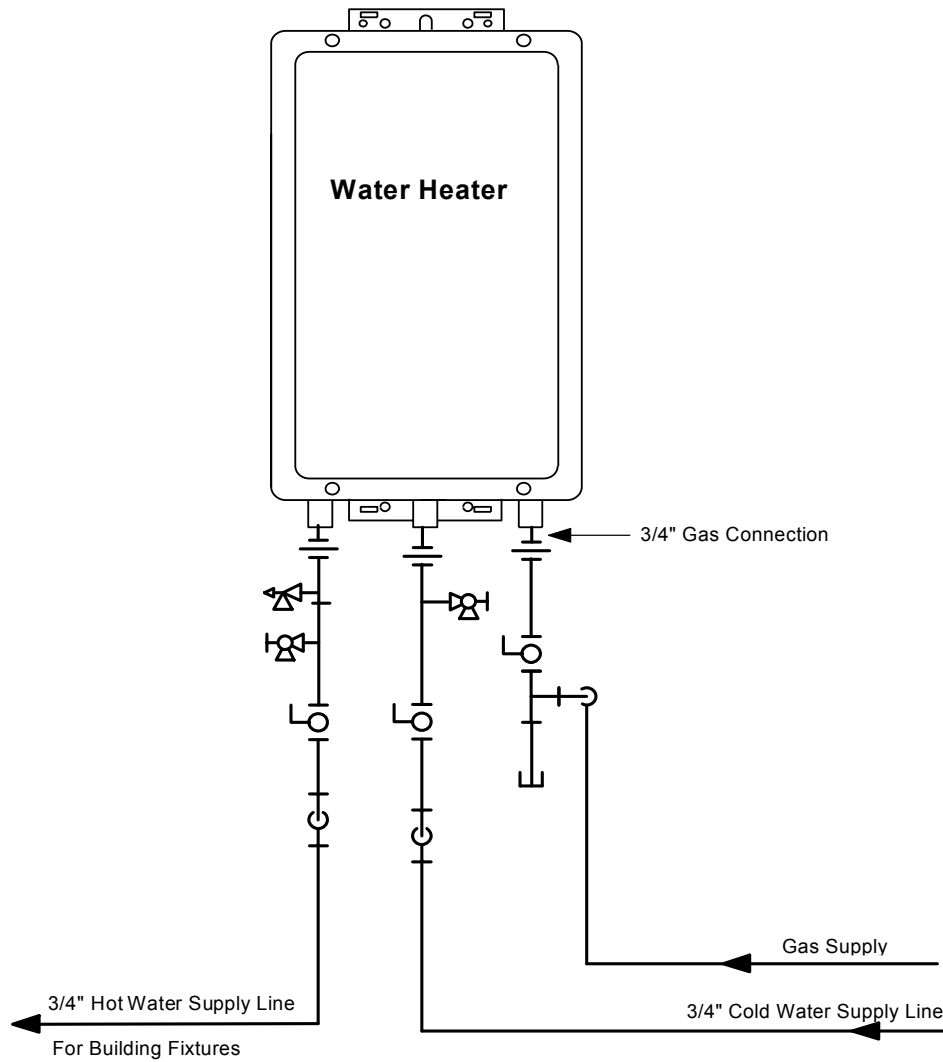 Water Heater
3/4" Gas Connection
Gas Supply
3/4" Hot Water Supply Line
3/4" Cold Water Supply Line
For Building Fixtures